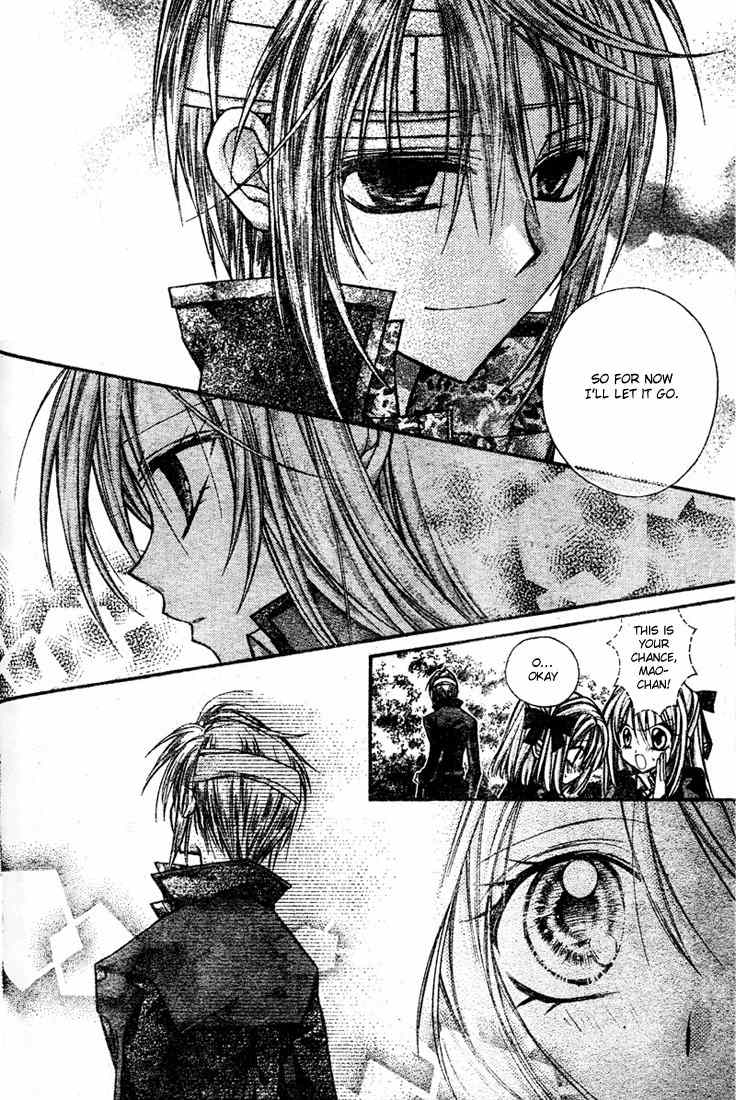 SO FOR NOW
I'LL LET IT GO.
THIS IS
YOUR
CHANCE,
MAO-
CHAN!
O...
OKAY